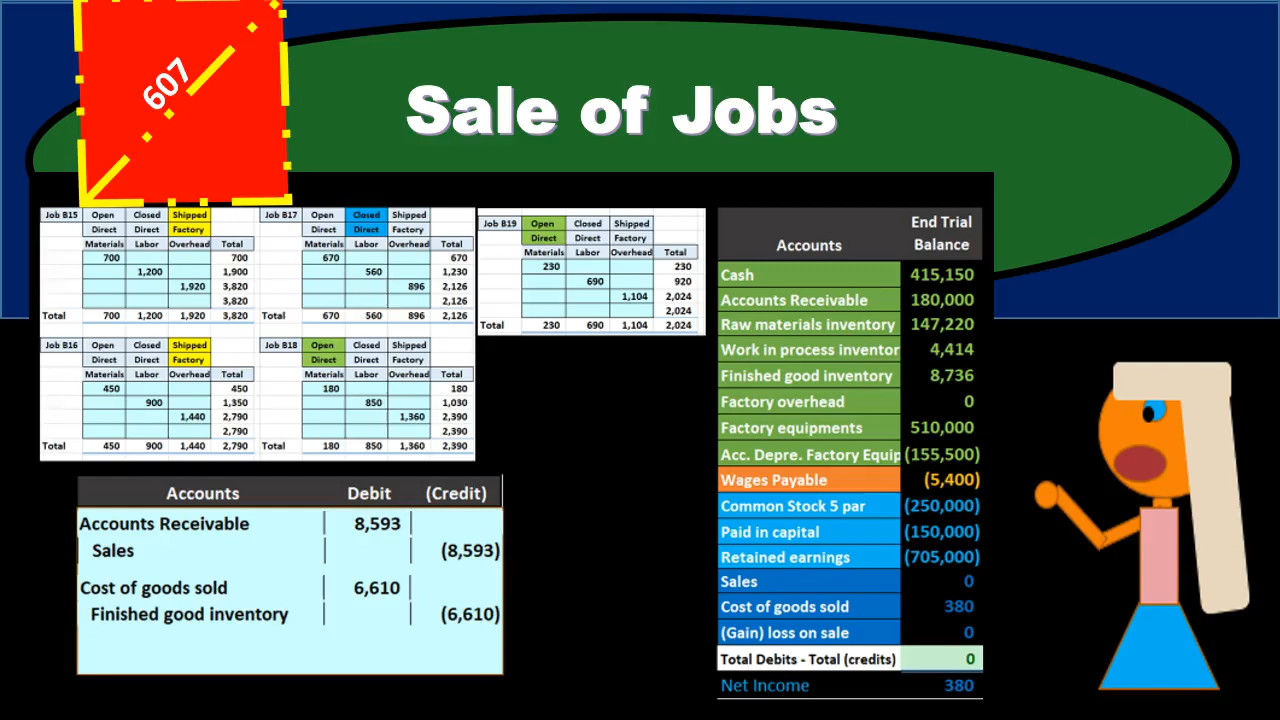 607
Sale of Jobs
Job B15 Open Closed Shipped
Direct Direct Factory
Materials Labor Overhead Total
700 700
1,200 1,900
1,920 3,820
3,820
Total 700 1,200 1,920 3,820
Job B17 Open Closed Shipped
Direct Direct Factory
Materials Labor Overhead Total
670 670
560 1,230
896 2,126
2,126
Total 670 560 896 2,126
Job B19 Open Closed Shipped
Direct Direct Factory
Materials Labor Overhead Total
230 230
690 920
1,104 2,024
2,024
Total 230 690 1,104 2,024
Job B16 Open Closed Shipped
Direct Direct Factory
Materials Labor Overhead Total
450 450
900 1,350
1,440 2,790
2,790
Total 450 900 1,440 2,790
Job B18 Open Closed Shipped
Direct Direct Factory
Materials Labor Overhead Total
180 180
850 1,030
1,360 2,390
2,390
Total 180 850 1,360 2,390
Accounts Debit (Credit)
Accounts Receivable 8,593
Sales (8,593)
Cost of goods sold 6,610
Finished good inventory (6,610)
End Trial
Accounts Balance
Cash 415,150
Accounts Receivable 180,000
Raw materials inventory 147,220
Work in process inventor 4,414
Finished good inventory 8,736
Factory overhead 0
Factory equipments 510,000
Acc. Depre. Factory Equip (155,500)
Wages Payable (5,400)
Common Stock 5 par (250,000)
Paid in capital (150,000)
Retained earnings (705,000)
Sales 0
Cost of goods sold 380
(Gain) loss on sale 0
Total Debits - Total (credits) 0
Net Income 380